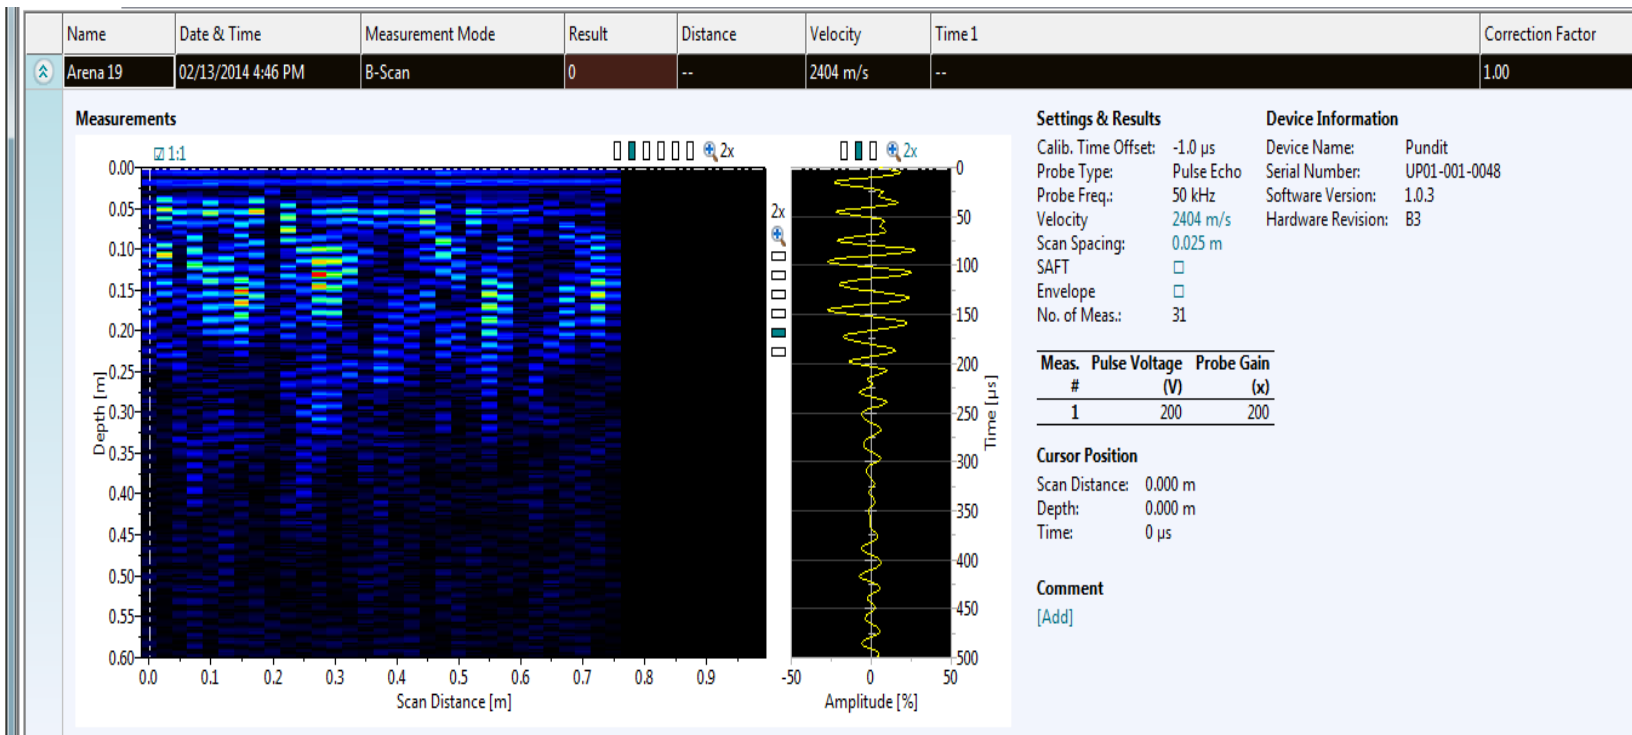 Name Date & Time Measurement Mode Result Distance Velocity Time 1 Correction Factor
Arena 19 02/13/2014 4:46 PM B-Scan 0 -- 2404 m/s -- 1.00
Measurements
1:1
2x
2x
2x
0.00
0.05
0.10
0.15
0.20
0.25
0.30
0.35
0.40
0.45
0.50
0.55
0.60
Depth [m]
0.0 0.1 0.2 0.3 0.4 0.5 0.6 0.7 0.8 0.9
Scan Distance [m]
0
50
100
150
200
250
300
350
400
450
500
Time [µs]
-50 0 50
Amplitude [%]
Settings & Results
Calib. Time Offset: -1.0 µs
Probe Type: Pulse Echo
Probe Freq.: 50 kHz
Velocity 2404 m/s
Scan Spacing: 0.025 m
SAFT
Envelope
No. of Meas.: 31
Meas. Pulse Voltage Probe Gain
# (V) (x)
1 200 200
Cursor Position
Scan Distance: 0.000 m
Depth: 0.000 m
Time: 0 µs
Comment
[Add]
Device Information
Device Name: Pundit
Serial Number: UP01-001-0048
Software Version: 1.0.3
Hardware Revision: B3